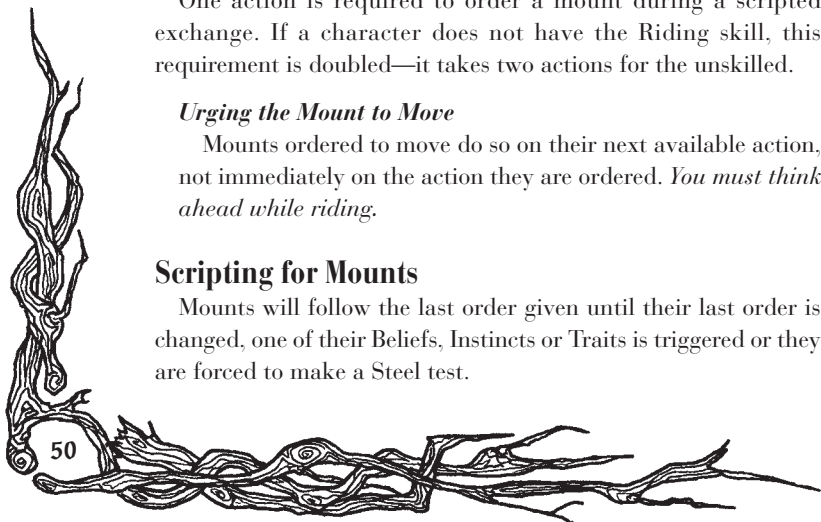 One action is required to order a mount during a scripted
exchange. If a character does not have the Riding skill, this
requirement is doubled—it takes two actions for the unskilled.
Urging the Mount to Move
Mounts ordered to move do so on their next available action,
not immediately on the action they are ordered. You must think
ahead while riding.
Scripting for Mounts
Mounts will follow the last order given until their last order is
changed, one of their Beliefs, Instincts or Traits is triggered or they
are forced to make a Steel test.
50